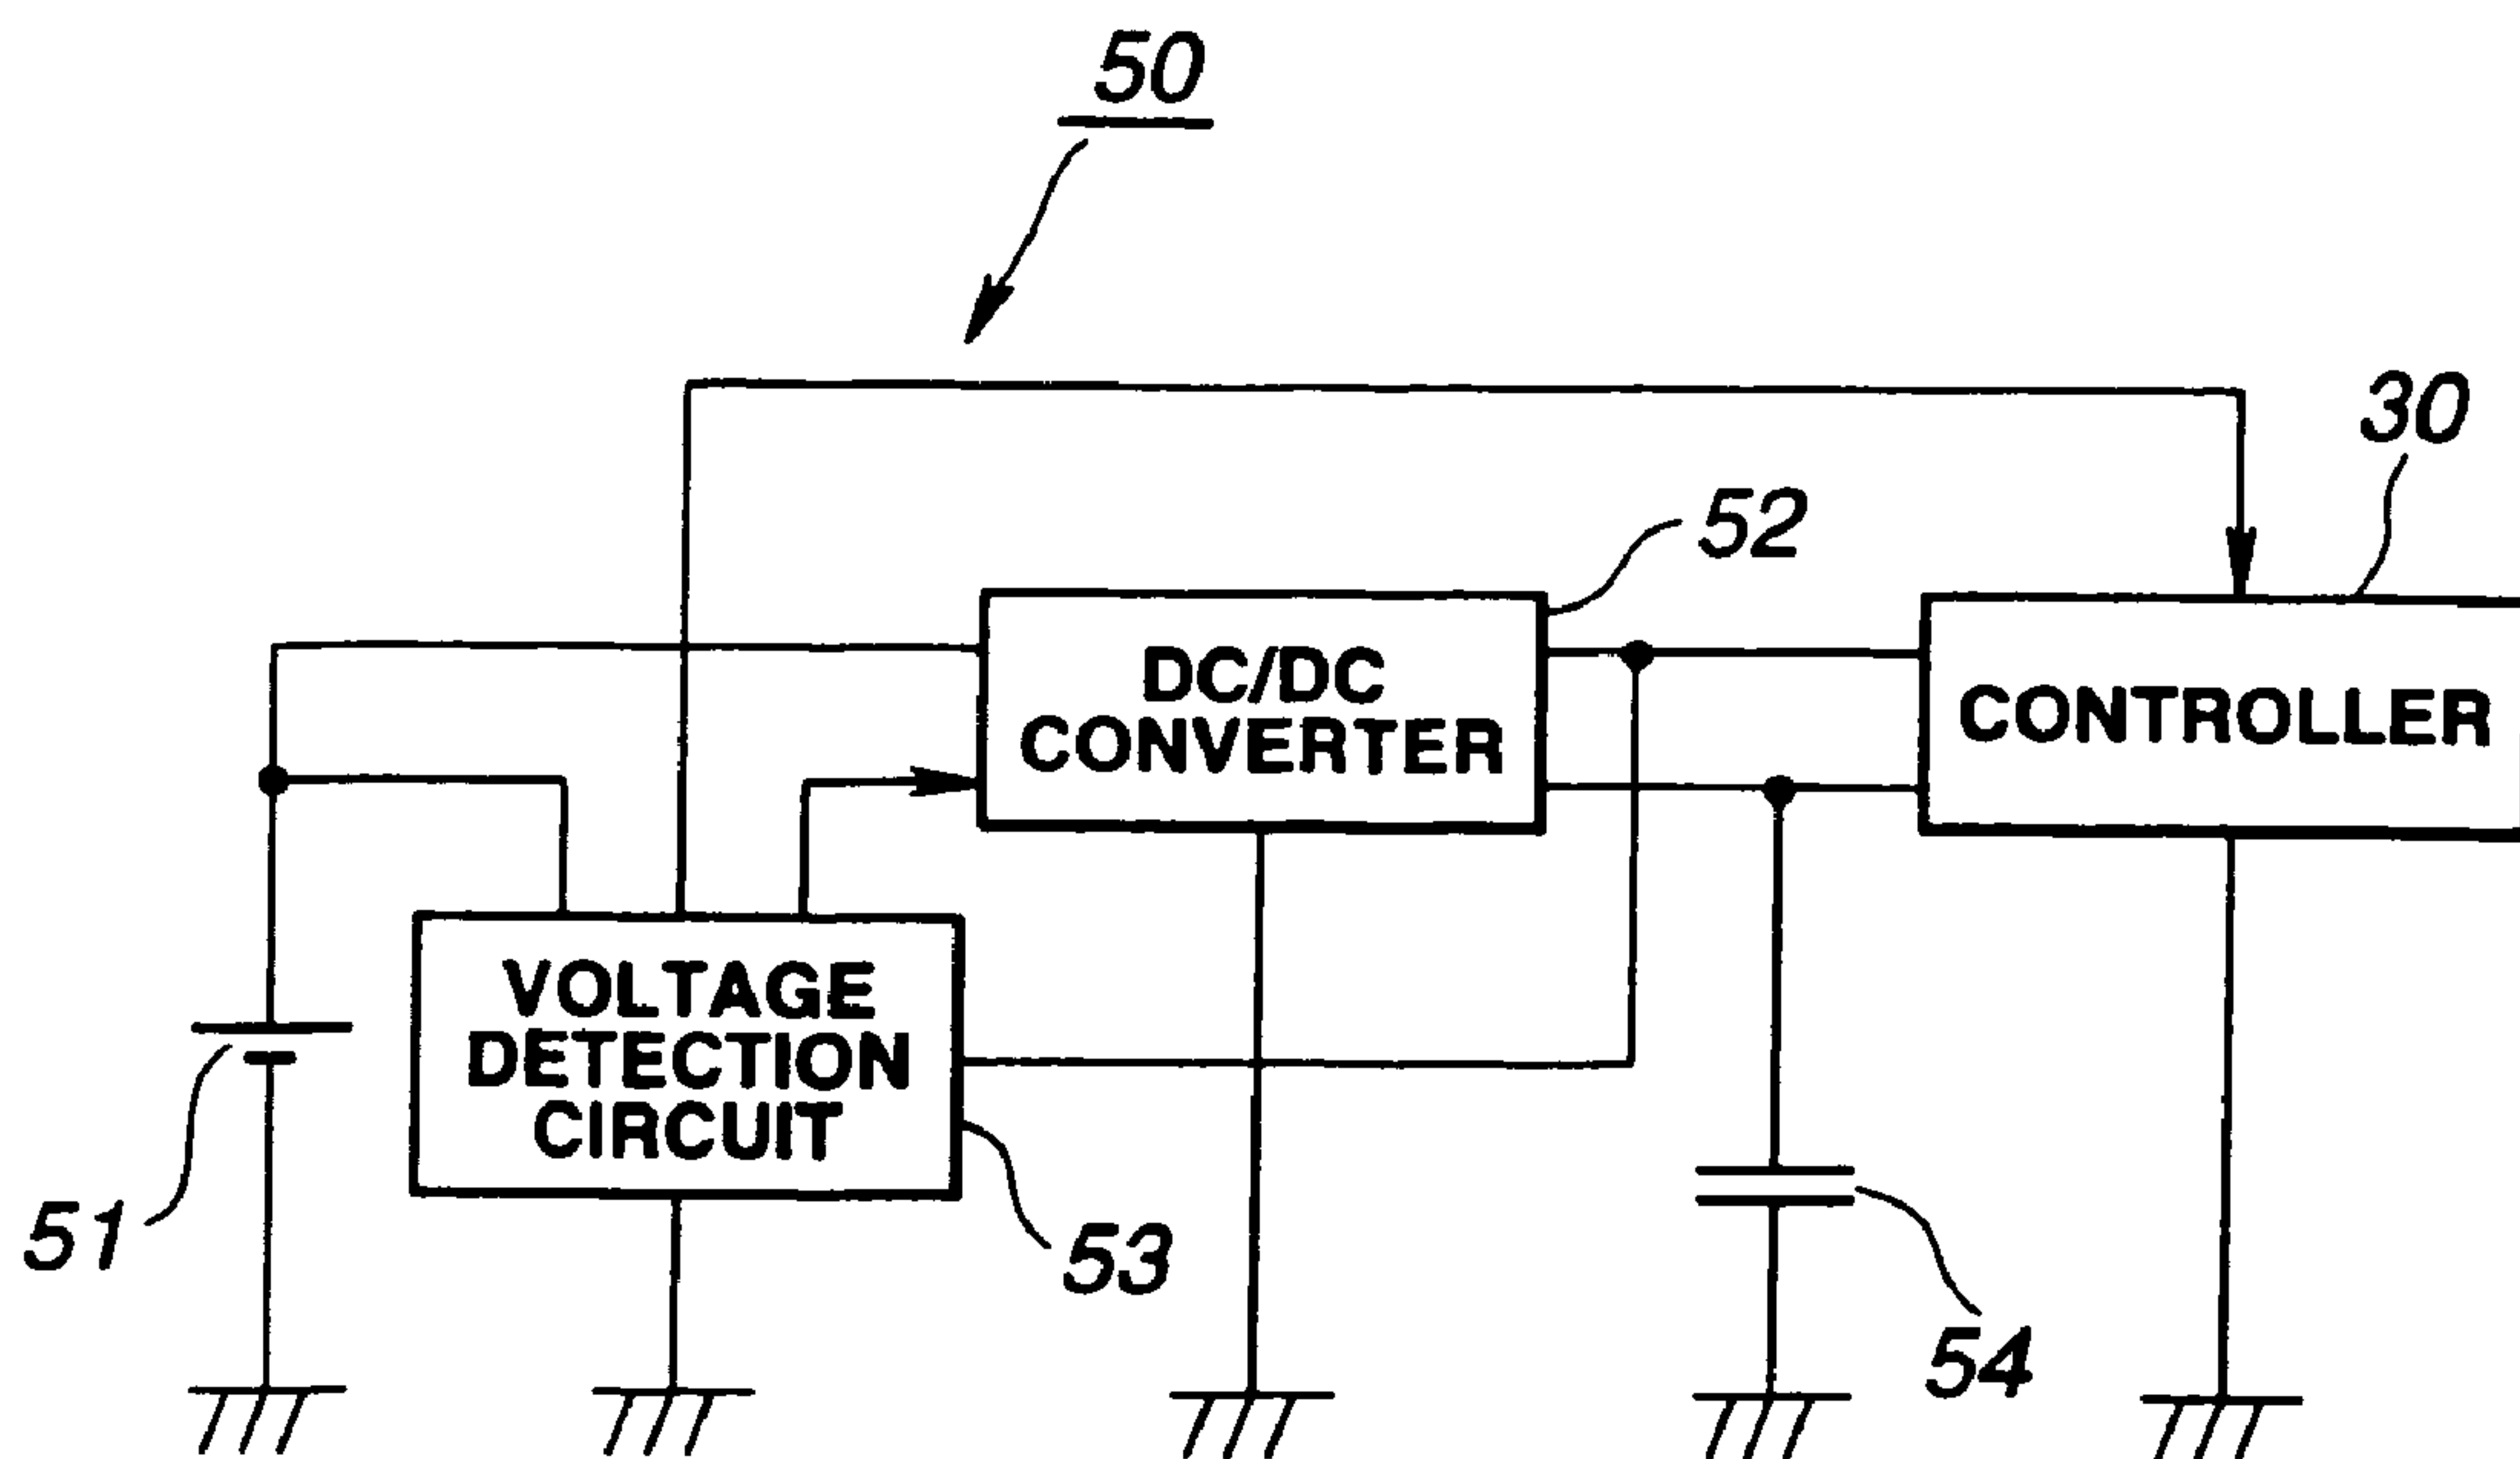 50
30
52
DC/DC
CONVERTER
CONTROLLER
VOLTAGE
DETECTION
CIRCUIT
51
53
54